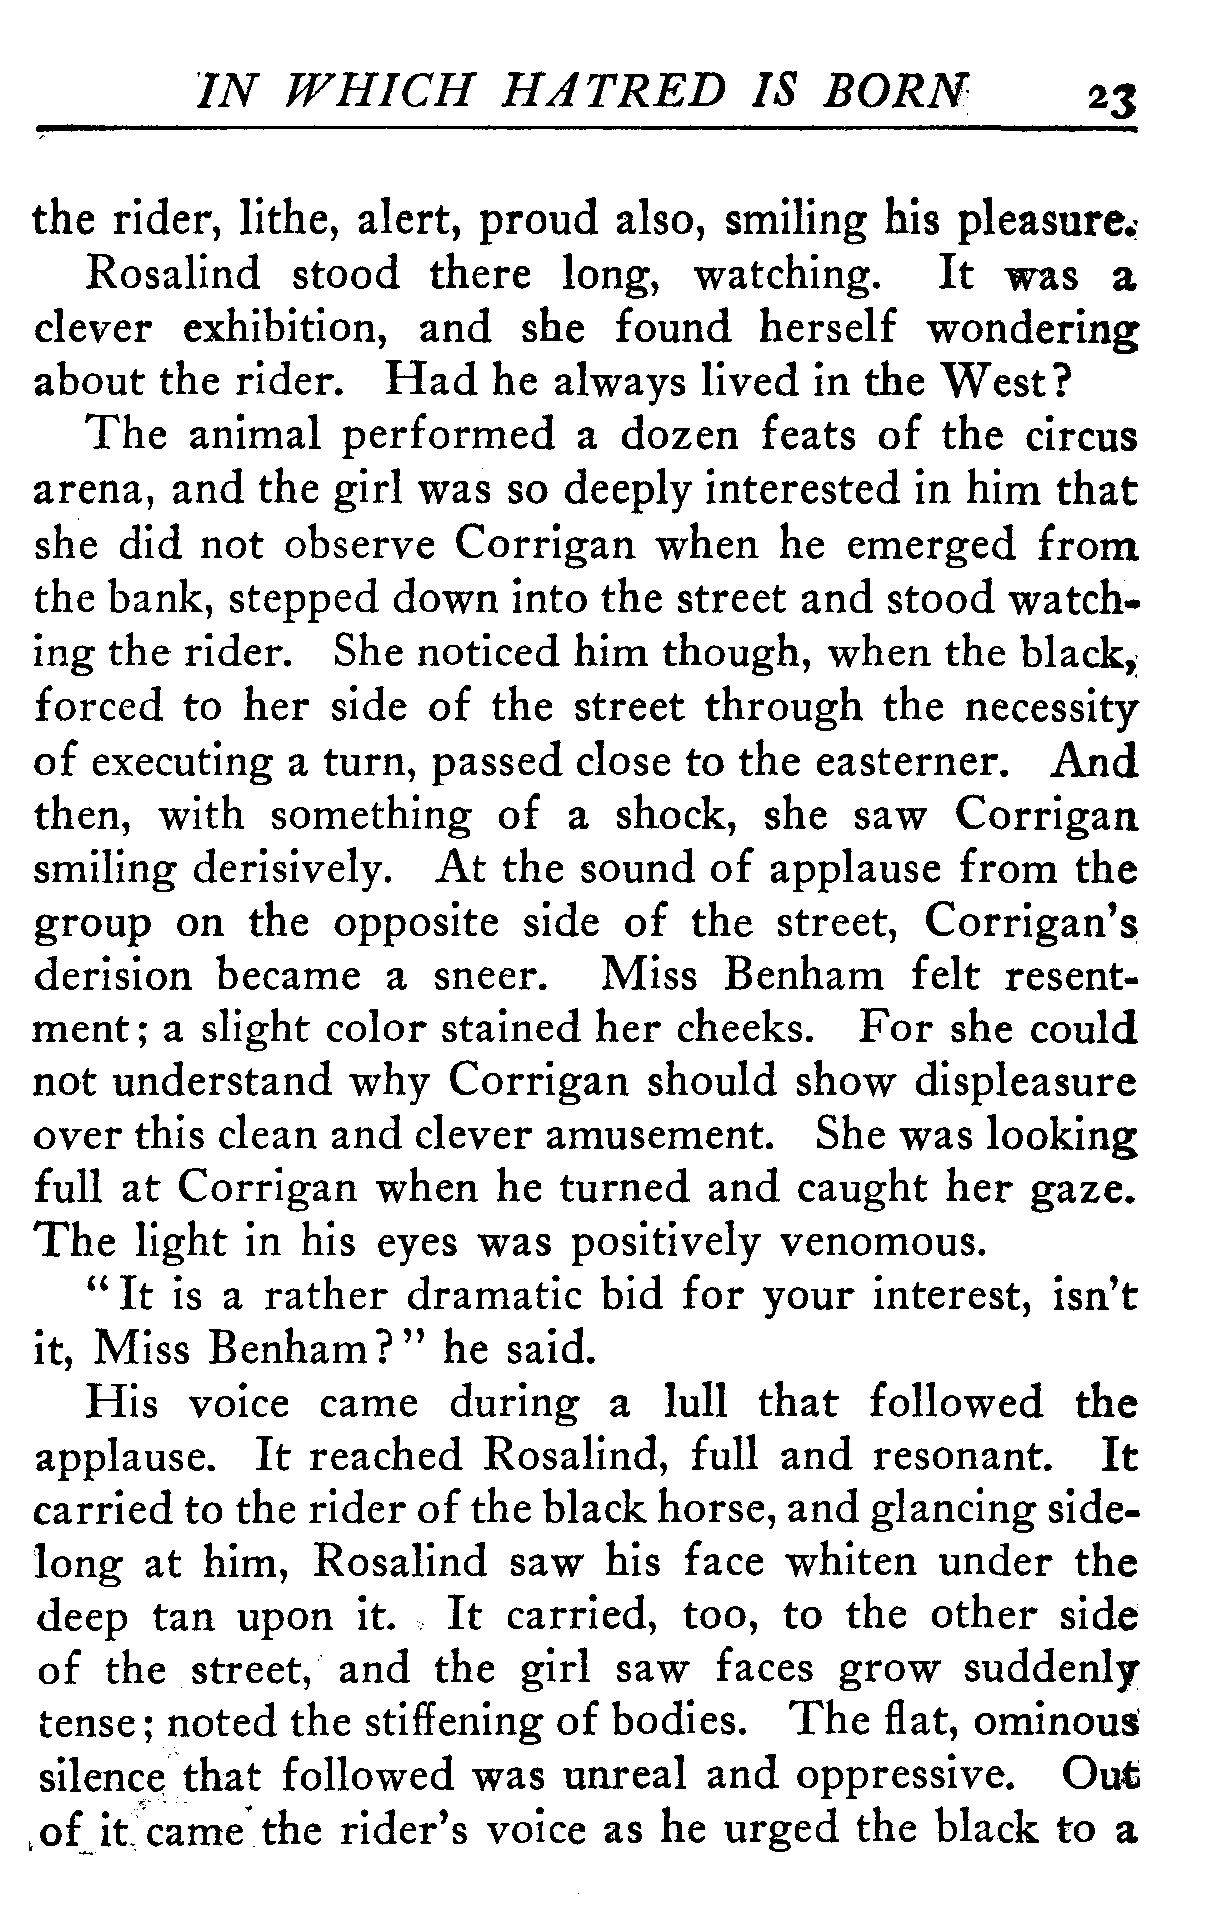 IN WHICH HATRED IS BORN 23
the rider, lithe, alert, proud also, smiling his pleasure.
Rosalind stood there long, watching. It was a
clever exhibition, and she found herself wondering
about the rider. Had he always lived in the West?
The animal performed a dozen feats of the circus
arena, and the girl was so deeply interested in him that
she did not observe Corrigan when he emerged from
the bank, stepped down into the street and stood watch-
ing the rider. She noticed him though, when the black,
forced to her side of the street through the necessity
of executing a turn, passed close to the easterner. And
then, with something of a shock, she saw Corrigan
smiling derisively. At the sound of applause from the
group on the opposite side of the street, Corrigan's
derision became a sneer. Miss Benham felt resent-
ment; a slight color stained her cheeks. For she could
not understand why Corrigan should show displeasure
over this clean and clever amusement. She was looking
full at Corrigan when he turned and caught her gaze.
The light in his eyes was positively venomous.
"It is a rather dramatic bid for your interest, isn't
it, Miss Benham?" he said.
His voice came during a lull that followed the
applause. It reached Rosalind, full and resonant. It
carried to the rider of the black horse, and glancing side-
long at him, Rosalind saw his face whiten under the
deep tan upon it. It carried, too, to the other side
of the street, and the girl saw faces grow suddenly
tense; noted the stiffening of bodies. The flat, ominous
silence that followed was unreal and oppressive. Out
of it came the rider's voice as he urged the black to a